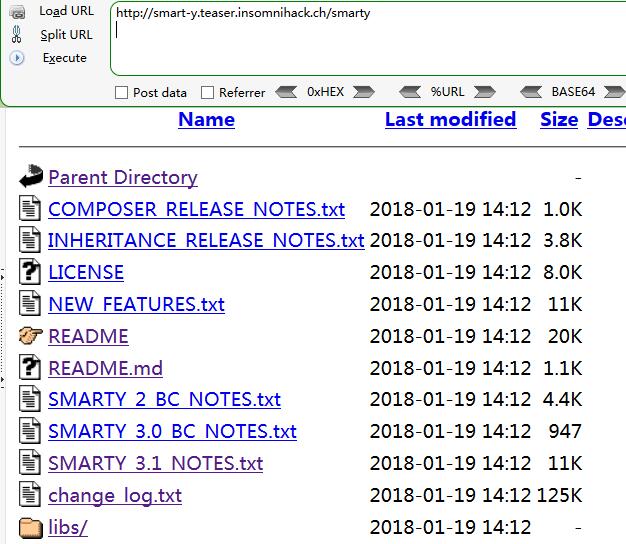 Load URL
http://smart-y.teaser.insomnihack.ch/smarty
Split URL
Execute
Post data Referrer 0xHEX %URL BASE64
Name Last modified Size Desc
Parent Directory -
COMPOSER_RELEASE_NOTES.txt 2018-01-19 14:12 1.0K
INHERITANCE_RELEASE_NOTES.txt 2018-01-19 14:12 3.8K
LICENSE 2018-01-19 14:12 8.0K
NEW_FEATURES.txt 2018-01-19 14:12 11K
README 2018-01-19 14:12 20K
README.md 2018-01-19 14:12 1.1K
SMARTY_2_BC_NOTES.txt 2018-01-19 14:12 4.4K
SMARTY_3.0_BC_NOTES.txt 2018-01-19 14:12 947
SMARTY_3.1_NOTES.txt 2018-01-19 14:12 11K
change_log.txt 2018-01-19 14:12 125K
libs/ 2018-01-19 14:12 -